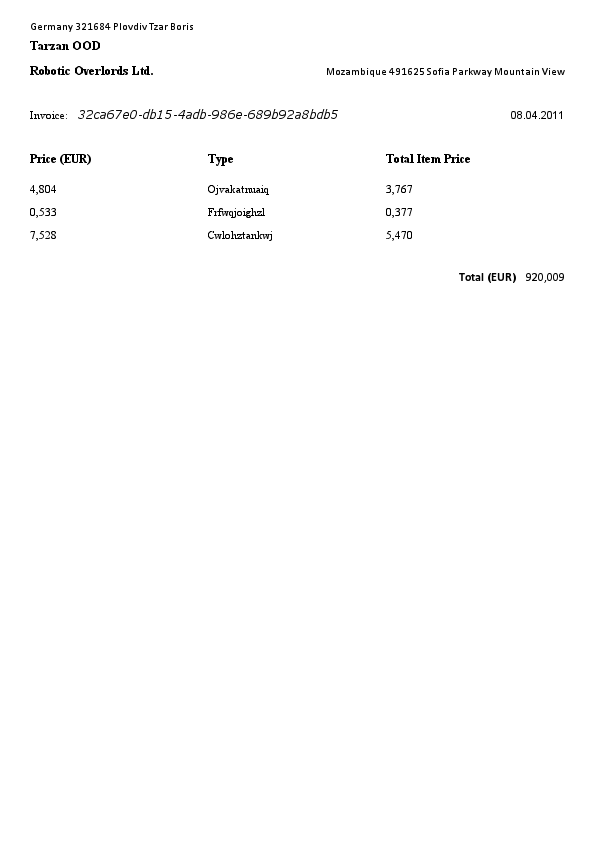 Germany 321684 Plovdiv Tzar Boris
Tarzan OOD
Robotic Overlords Ltd. Mozambique 491625 Sofia Parkway Mountain View
Invoice: 32ca67e0-db15-4adb-986e-689b92a8bdb5 08.04.2011
Price (EUR) Type Total Item Price
4,804 Ojvakatnuaiq 3,767
0,533 Frfwqjoighzl 0,377
7,528 Cwlohztankwj 5,470
Total (EUR) 920,009